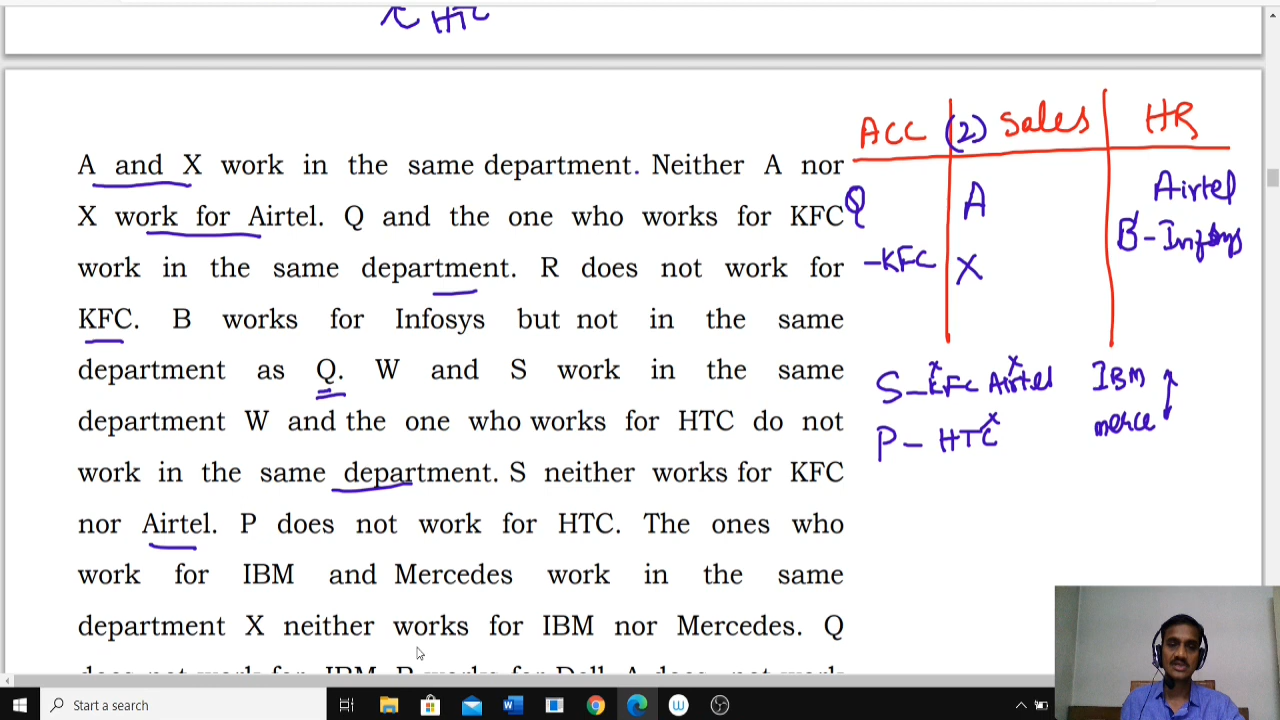 HTC
A and X work in the same department. Neither A nor
X work for Airtel. Q and the one who works for KFC
work in the same department. R does not work for
KFC. B works for Infosys but not in the same
department as Q. W and S work in the same
department W and the one who works for HTC do not
work in the same department. S neither works for KFC
nor Airtel. P does not work for HTC. The ones who
work for IBM and Mercedes work in the same
department X neither works for IBM nor Mercedes. Q
ACC (2) Sales HR
Q A Airtel
B - Infosys
-KFC X
S - KFC Airtel IBM
merce
P - HTC
Start a search